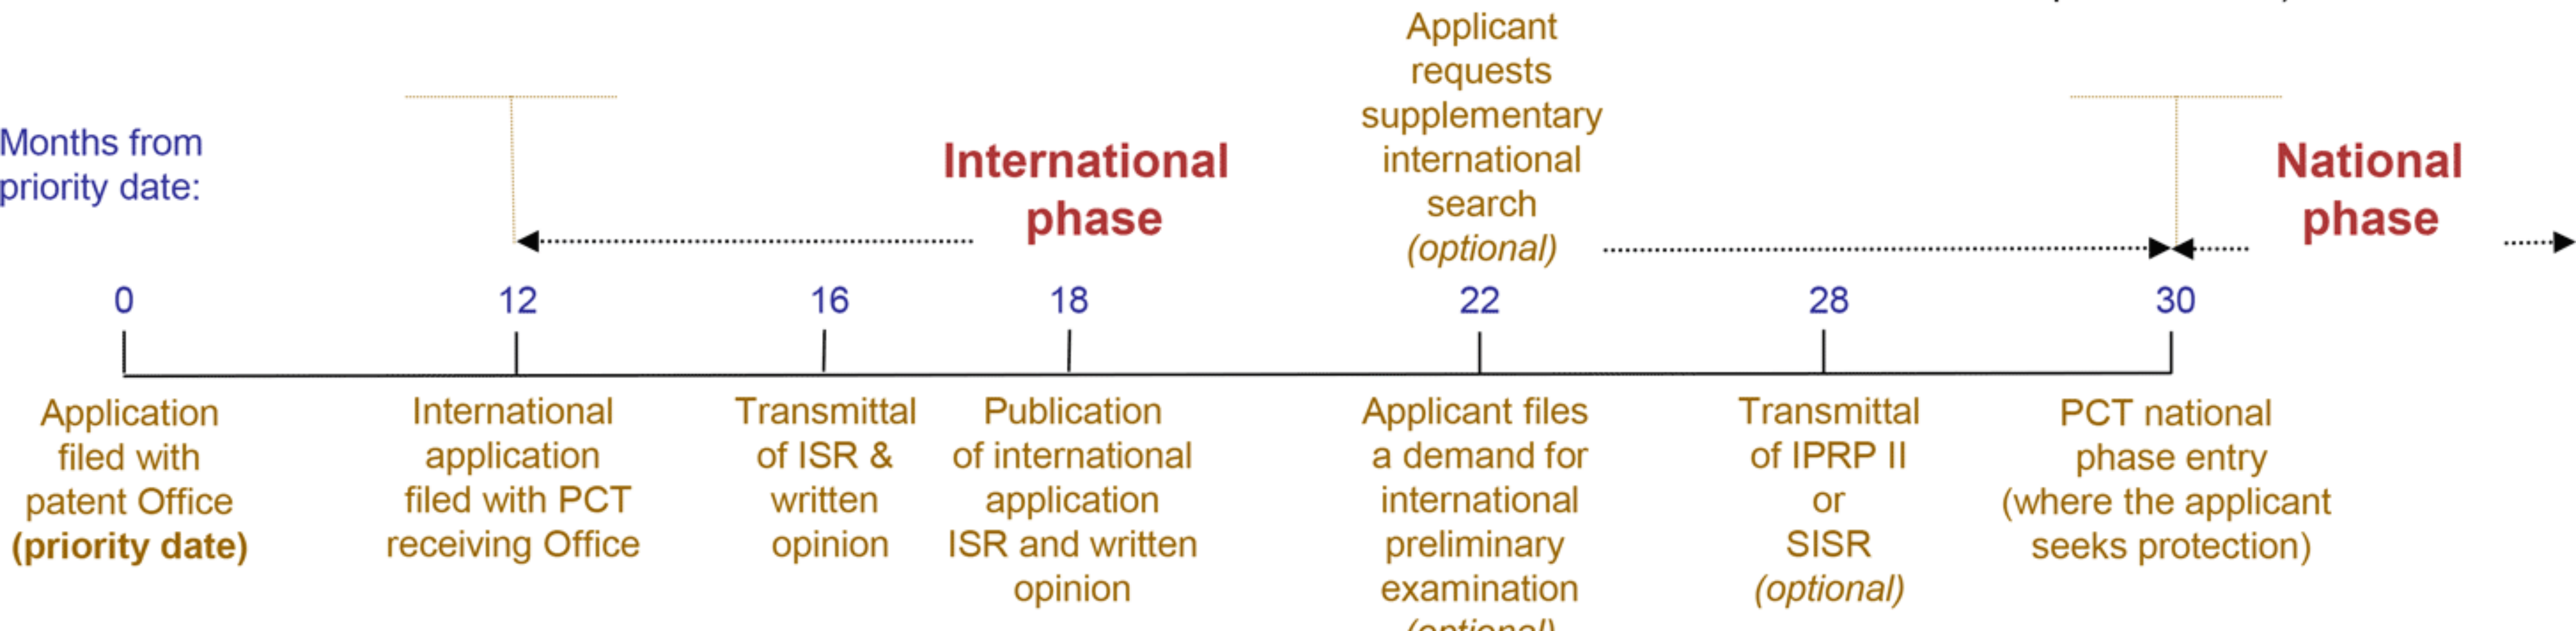 Months from
priority date:
International
phase
Applicant
requests
supplementary
international
search
(optional)
National
phase
0
12
16
18
22
28
30
Application
filed with
patent Office
(priority date)
International
application
filed with PCT
receiving Office
Transmittal
of ISR &
written
opinion
Publication
of international
application
ISR and written
opinion
Applicant files
a demand for
international
preliminary
examination
(optional)
Transmittal
of IPRP II
or
SISR
(optional)
PCT national
phase entry
(where the applicant
seeks protection)